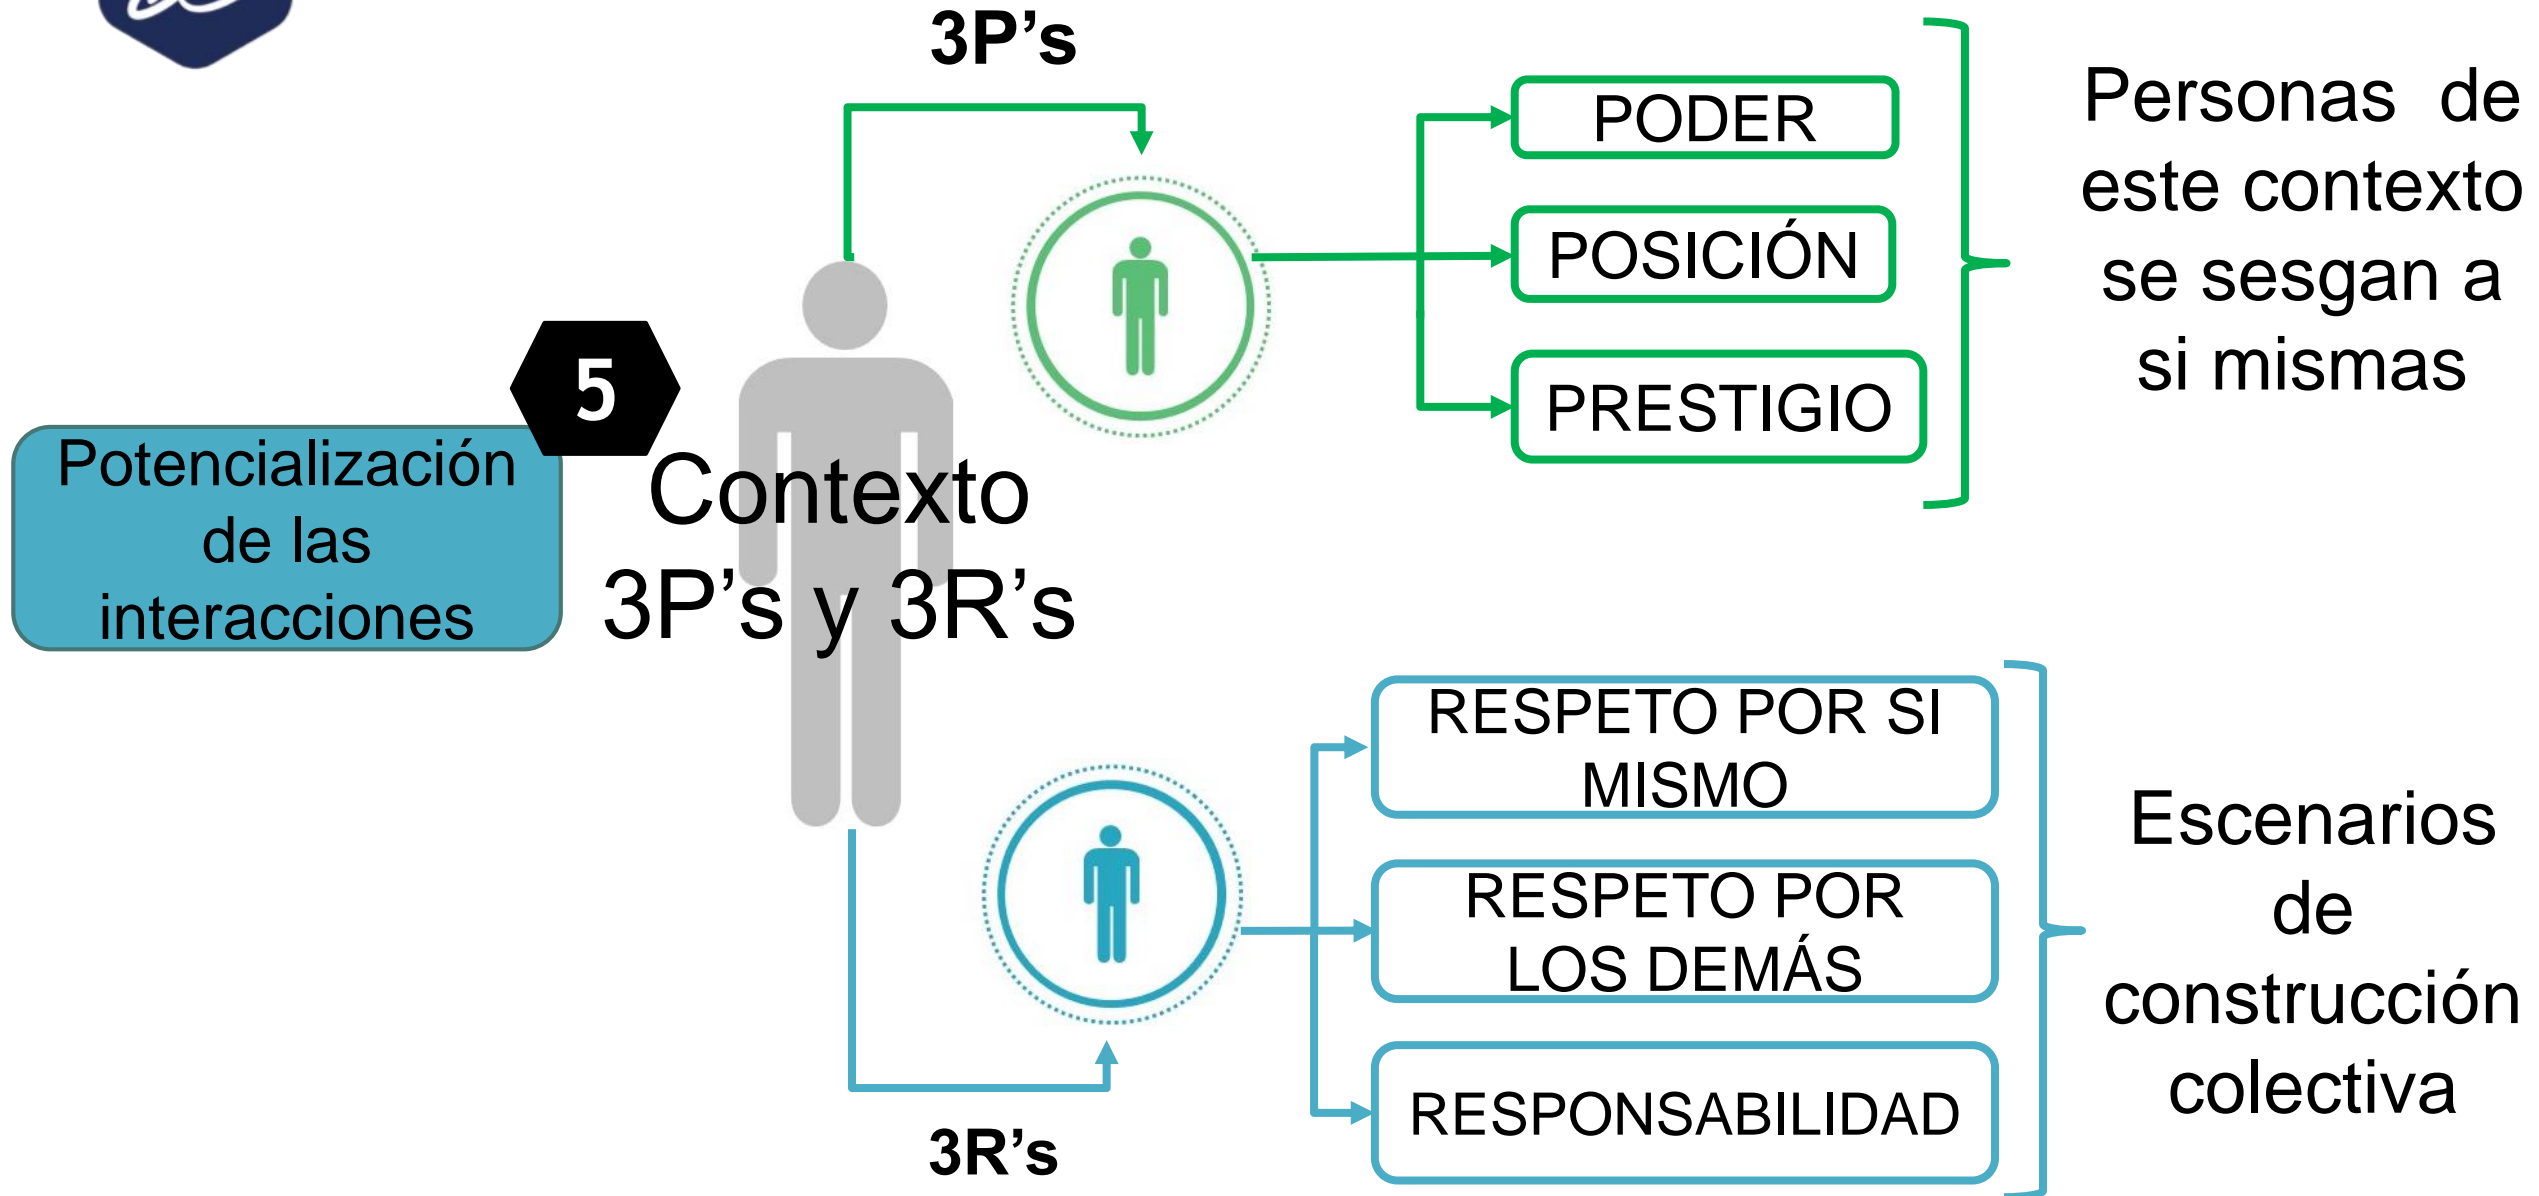 3P’s
PODER
POSICIÓN
PRESTIGIO
Personas de
este contexto
se sesgan a
si mismas
5
Potencialización
de las
interacciones
Contexto
3P’s y 3R’s
RESPETO POR SI
MISMO
RESPETO POR
LOS DEMÁS
RESPONSABILIDAD
Escenarios
de
construcción
colectiva
3R’s